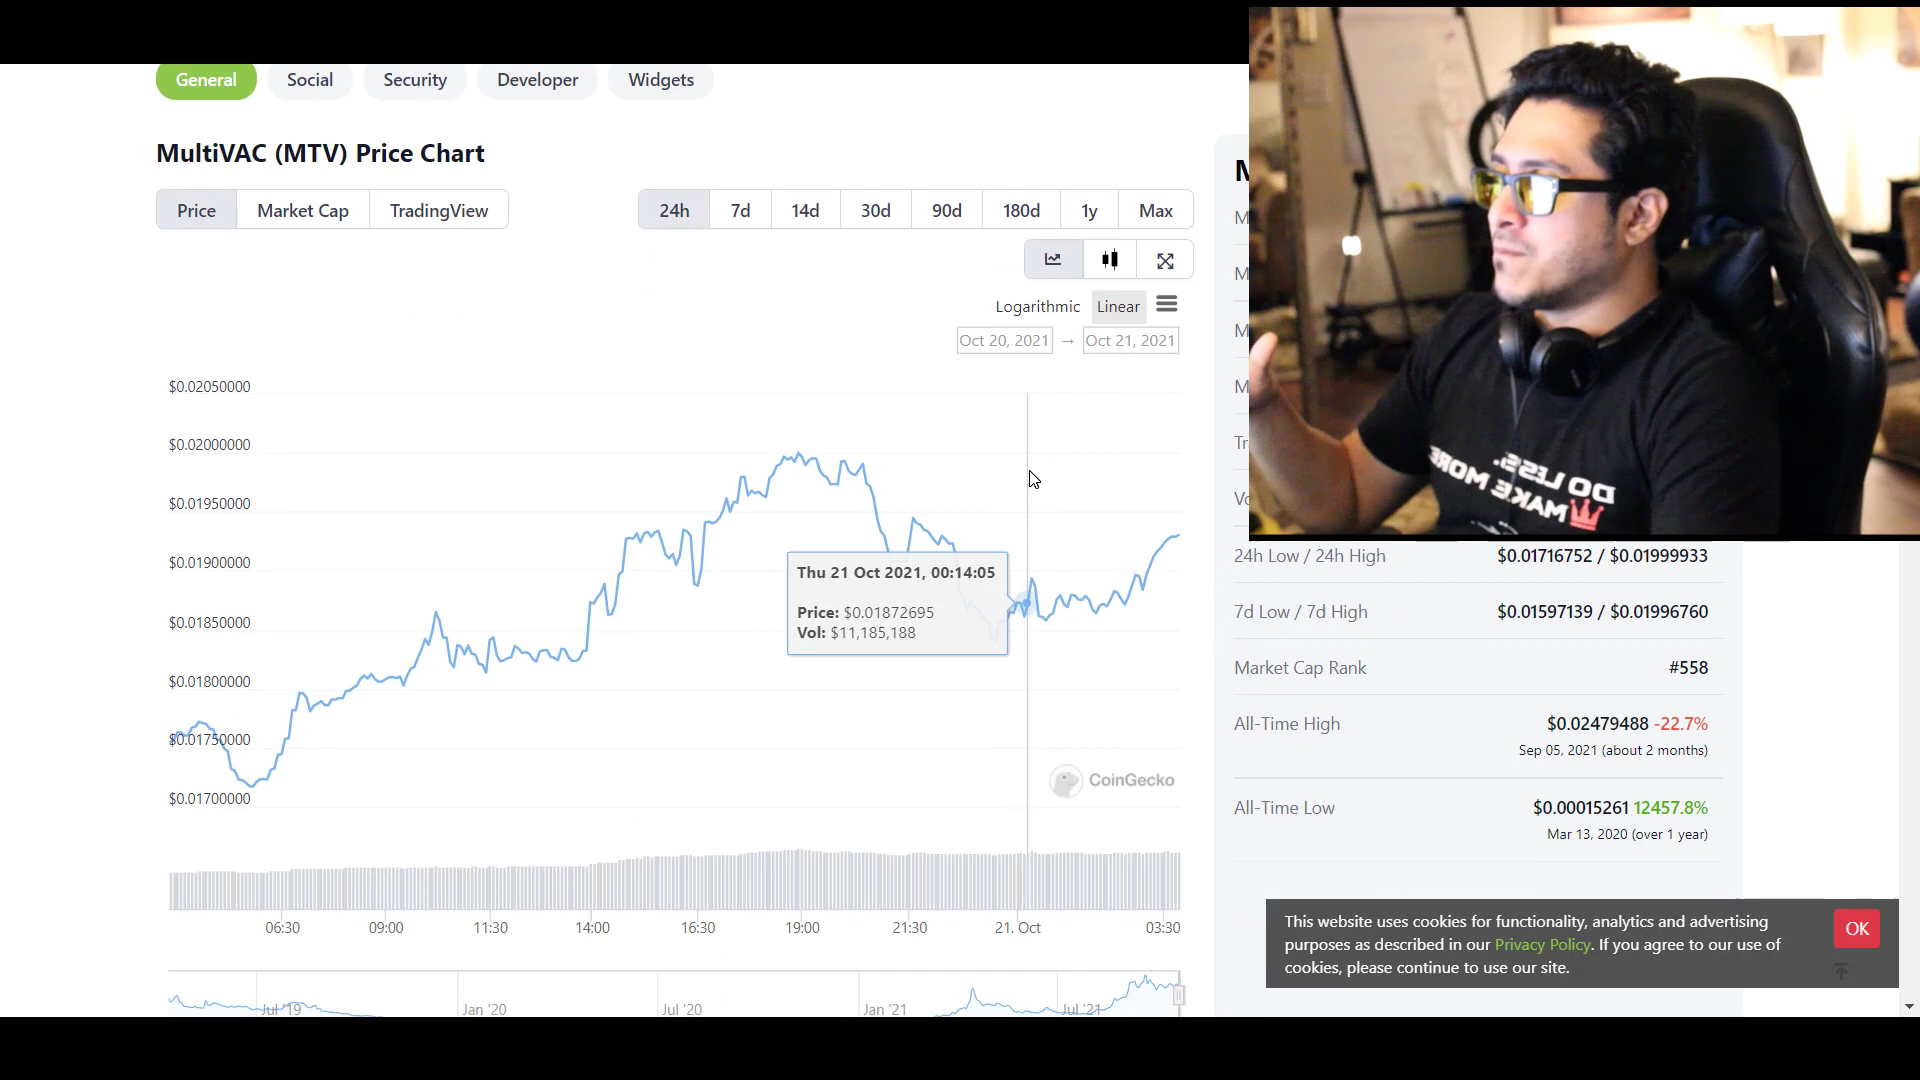 General Social Security Developer Widgets
MultiVAC (MTV) Price Chart
Price Market Cap TradingView
24h 7d 14d 30d 90d 180d 1y Max
Logarithmic Linear
Oct 20, 2021 → Oct 21, 2021
$0.02050000
$0.02000000
$0.01950000
$0.01900000
$0.01850000
$0.01800000
$0.01750000
$0.01700000
Thu 21 Oct 2021, 00:14:05
Price: $0.01872695
Vol: $11,185,188
CoinGecko
06:30 09:00 11:30 14:00 16:30 19:00 21:30 21. Oct 03:30
Jul '19 Jan '20 Jul '20 Jan '21 Jul '21
DO LESS.
MAKE MORE
24h Low / 24h High $0.01716752 / $0.01999933
7d Low / 7d High $0.01597139 / $0.01996760
Market Cap Rank #558
All-Time High $0.02479488 -22.7%
Sep 05, 2021 (about 2 months)
All-Time Low $0.00015261 12457.8%
Mar 13, 2020 (over 1 year)
This website uses cookies for functionality, analytics and advertising
purposes as described in our Privacy Policy. If you agree to our use of
cookies, please continue to use our site.
OK